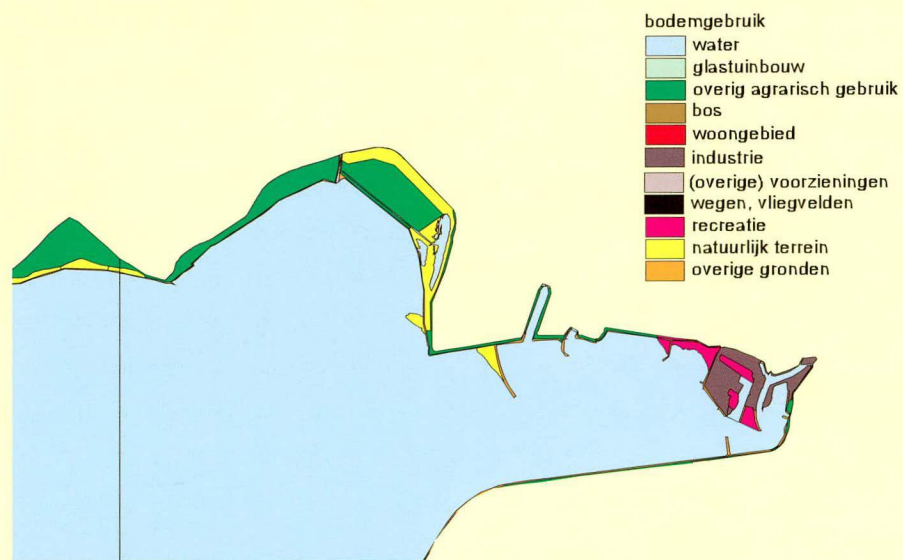 bodemgebruik
water
glastuinbouw
overig agrarisch gebruik
bos
woongebied
industrie
(overige) voorzieningen
wegen, vliegvelden
recreatie
natuurlijk terrein
overige gronden